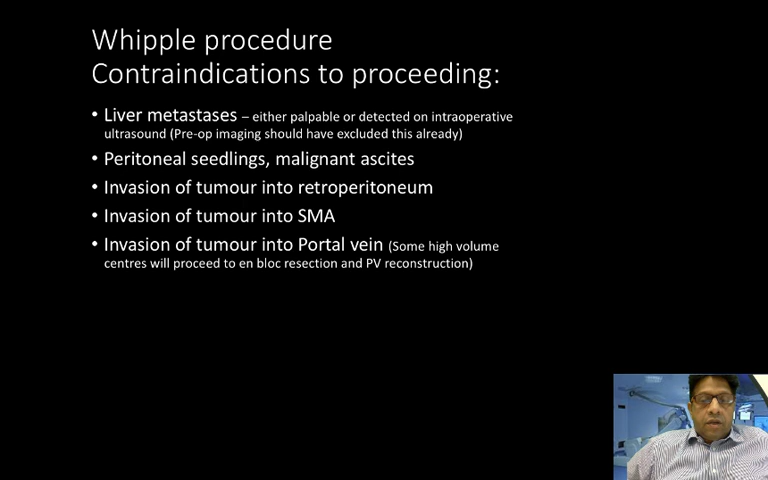 Whipple procedure
Contraindications to proceeding:
• Liver metastases – either palpable or detected on intraoperative
ultrasound (Pre-op imaging should have excluded this already)
• Peritoneal seedlings, malignant ascites
• Invasion of tumour into retroperitoneum
• Invasion of tumour into SMA
• Invasion of tumour into Portal vein (Some high volume
centres will proceed to en bloc resection and PV reconstruction)